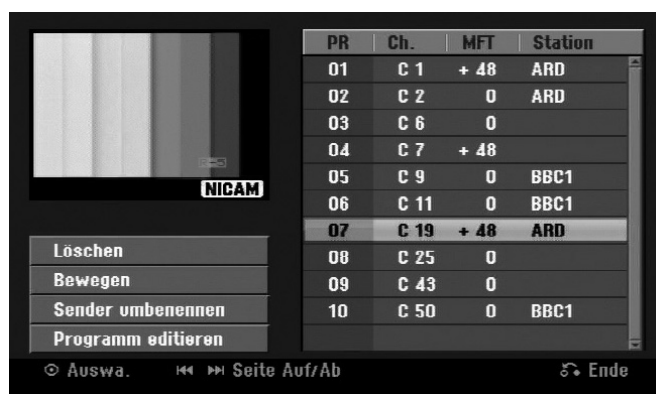 NICAM
Löschen
Bewegen
Sender umbenennen
Programm editieren
PR Ch. MFT Station
01 C 1 + 48 ARD
02 C 2 0 ARD
03 C 6 0
04 C 7 + 48
05 C 9 0 BBC1
06 C 11 0 BBC1
07 C 19 + 48 ARD
08 C 25 0
09 C 43 0
10 C 50 0 BBC1
Auswa. Seite Auf/Ab Ende